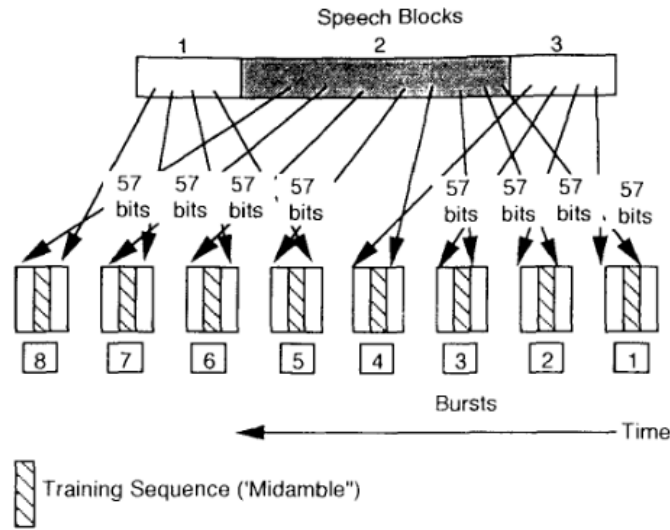 Speech Blocks
1 2 3
57 57 57 57 57 57 57 57
bits bits bits bits bits bits bits bits
8 7 6 5 4 3 2 1
Bursts
Time
Training Sequence ('Midamble")